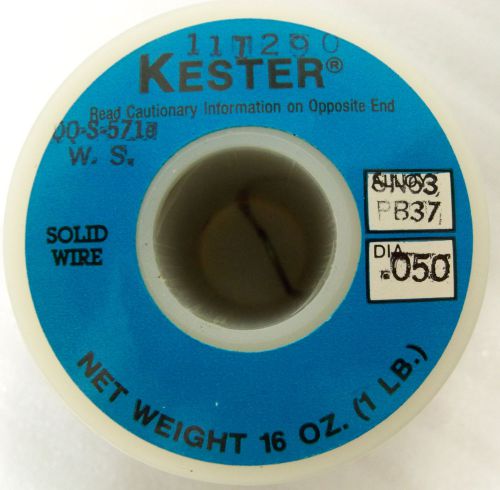 111290
KESTER®
Read Cautionary Information on Opposite End
QQ-S-571e
W. S.
ALLOY
SN63
PB37
SOLID
WIRE
DIA.
.050
NET WEIGHT 16 OZ. (1 LB.)